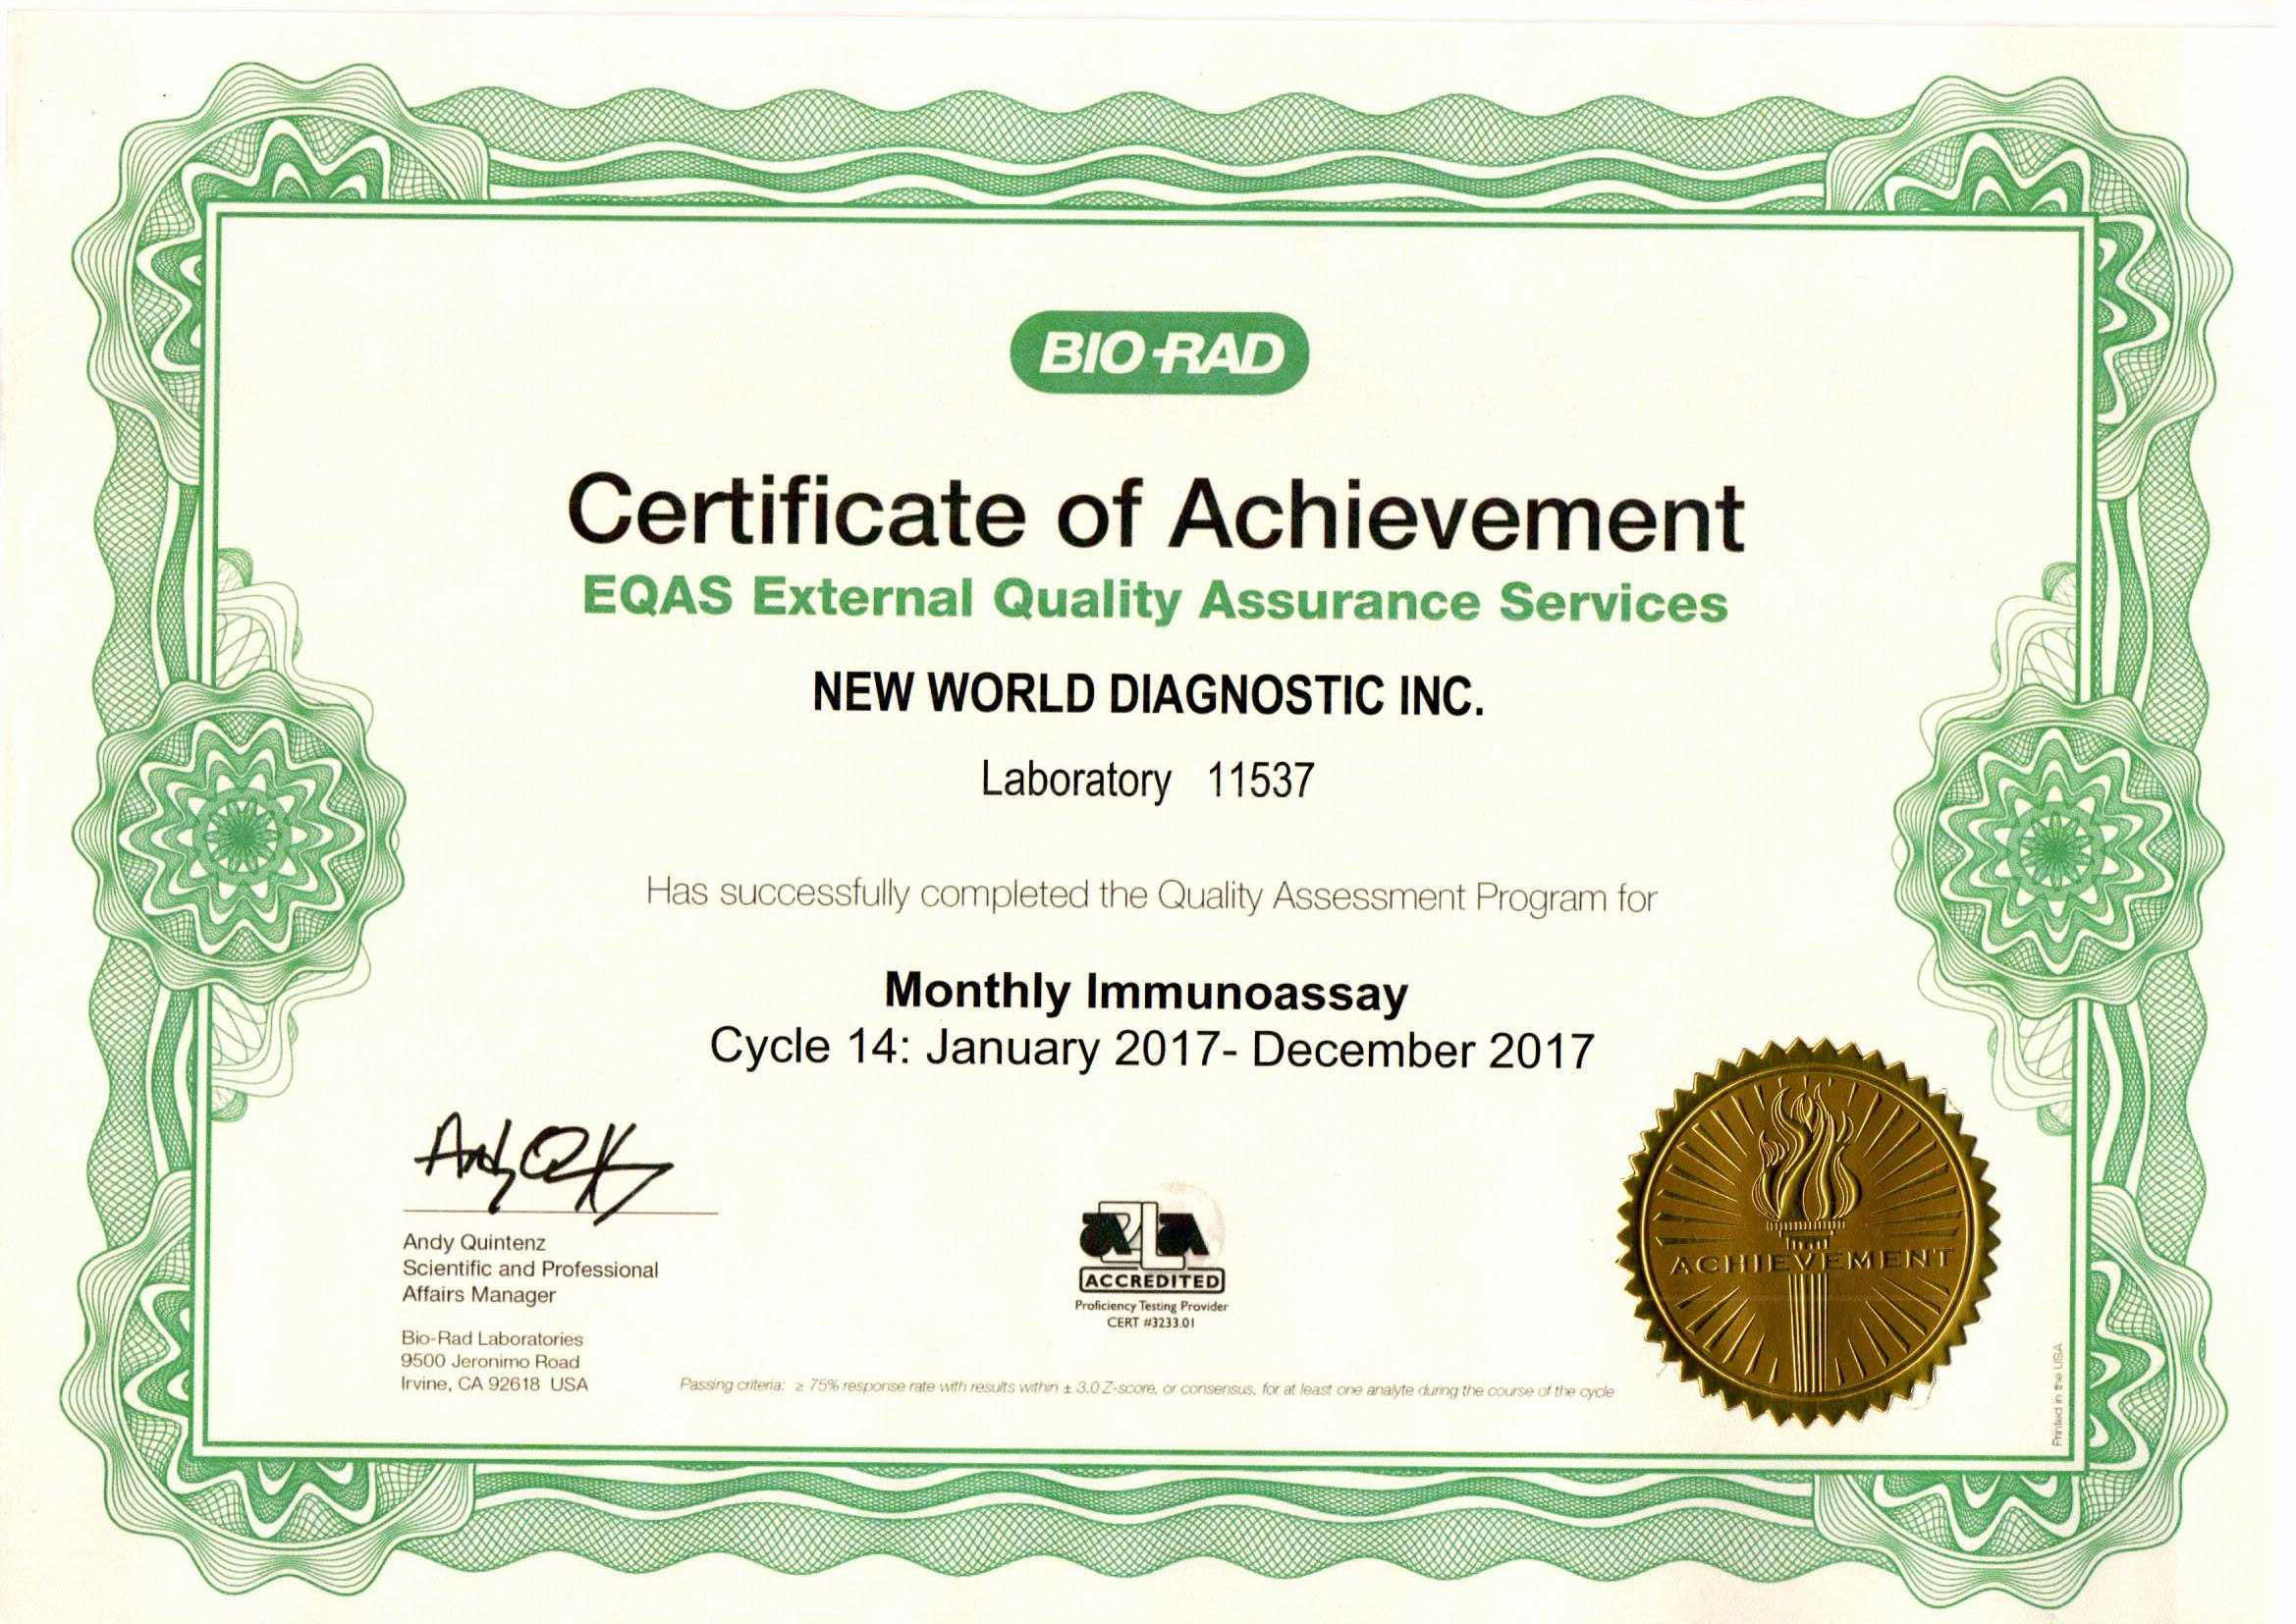 BIO-RAD
Certificate of Achievement
EQAS External Quality Assurance Services
NEW WORLD DIAGNOSTIC INC.
Laboratory 11537
Has successfully completed the Quality Assessment Program for
Monthly Immunoassay
Cycle 14: January 2017- December 2017
Andy Quintenz
Scientific and Professional
Affairs Manager
Bio-Rad Laboratories
9500 Jeronimo Road
Irvine, CA 92618 USA
A2LA
ACCREDITED
Proficiency Testing Provider
CERT #3233.01
Passing criteria: ≥ 75% response rate with results within ± 3.0 Z-score, or consensus, for at least one analyte during the course of the cycle
ACHIEVEMENT
Printed in the USA